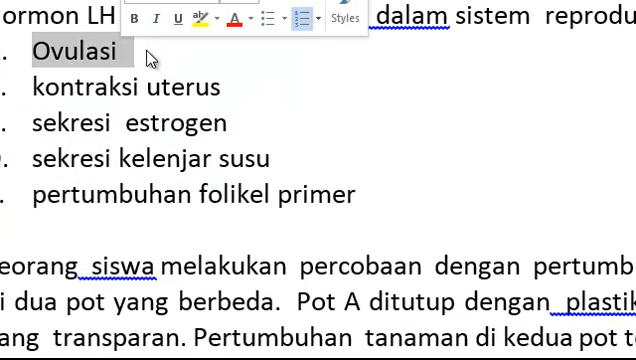 ormon LH dalam sistem reprodu
B I U ab A Styles
. Ovulasi
. kontraksi uterus
. sekresi estrogen
. sekresi kelenjar susu
. pertumbuhan folikel primer
eorang siswa melakukan percobaan dengan pertumb
i dua pot yang berbeda. Pot A ditutup dengan plastik
ang transparan. Pertumbuhan tanaman di kedua pot t